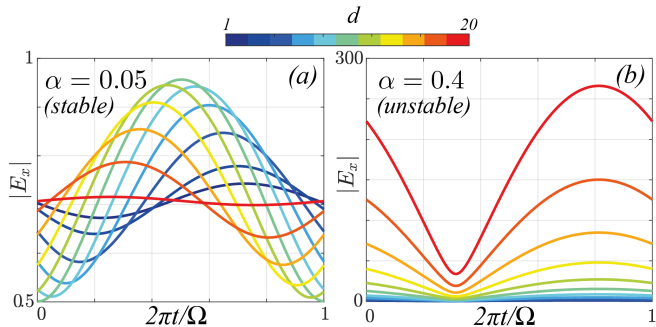 d
1 20
1 300
(a) (b)
α = 0.05 α = 0.4
(stable) (unstable)
|E_x| |E_x|
0.5 0
0 1 0 1
2πt/Ω 2πt/Ω